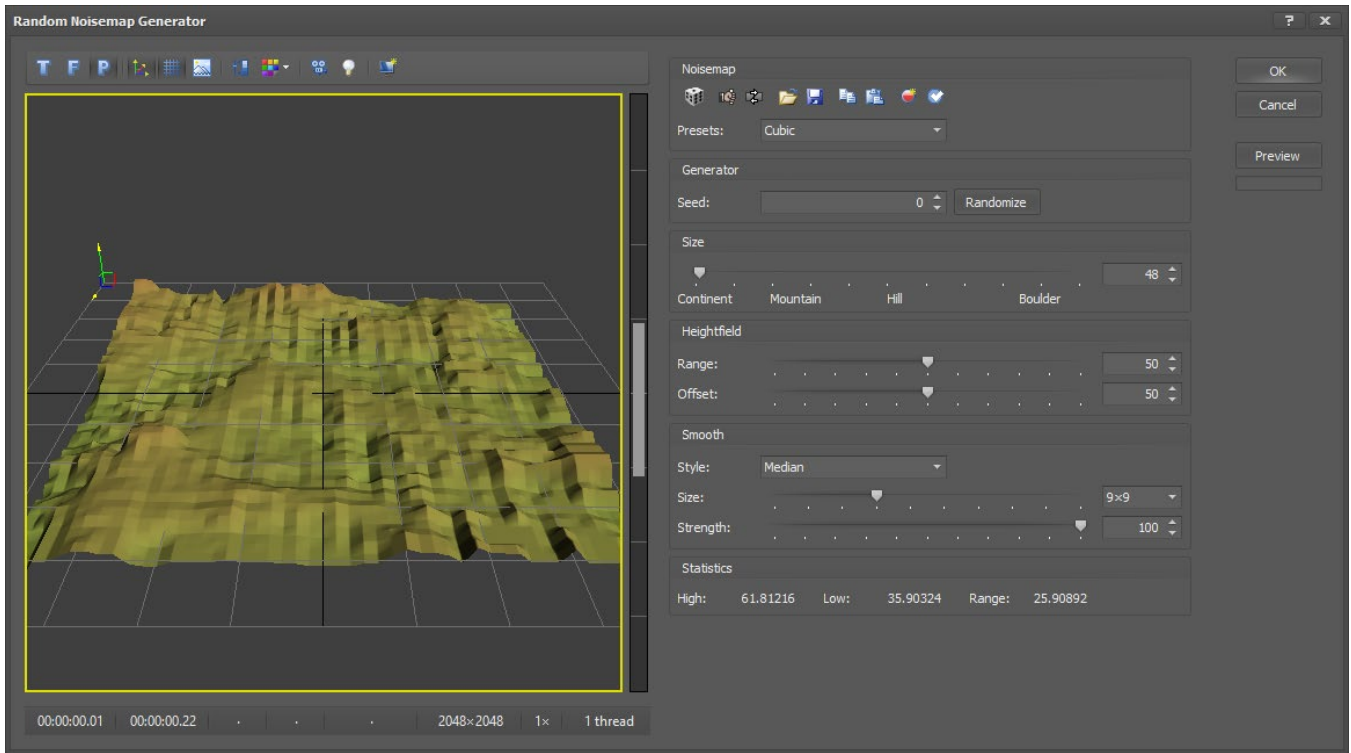 Random Noisemap Generator ? x
T F P
Noisemap
OK
Cancel
Presets: Cubic
Preview
Generator
Seed: 0 Randomize
Size
48
Continent Mountain Hill Boulder
Heightfield
Range: 50
Offset: 50
Smooth
Style: Median
Size: 9×9
Strength: 100
Statistics
High: 61.81216 Low: 35.90324 Range: 25.90892
00:00:00.01 00:00:00.22 . . . 2048×2048 1× 1 thread